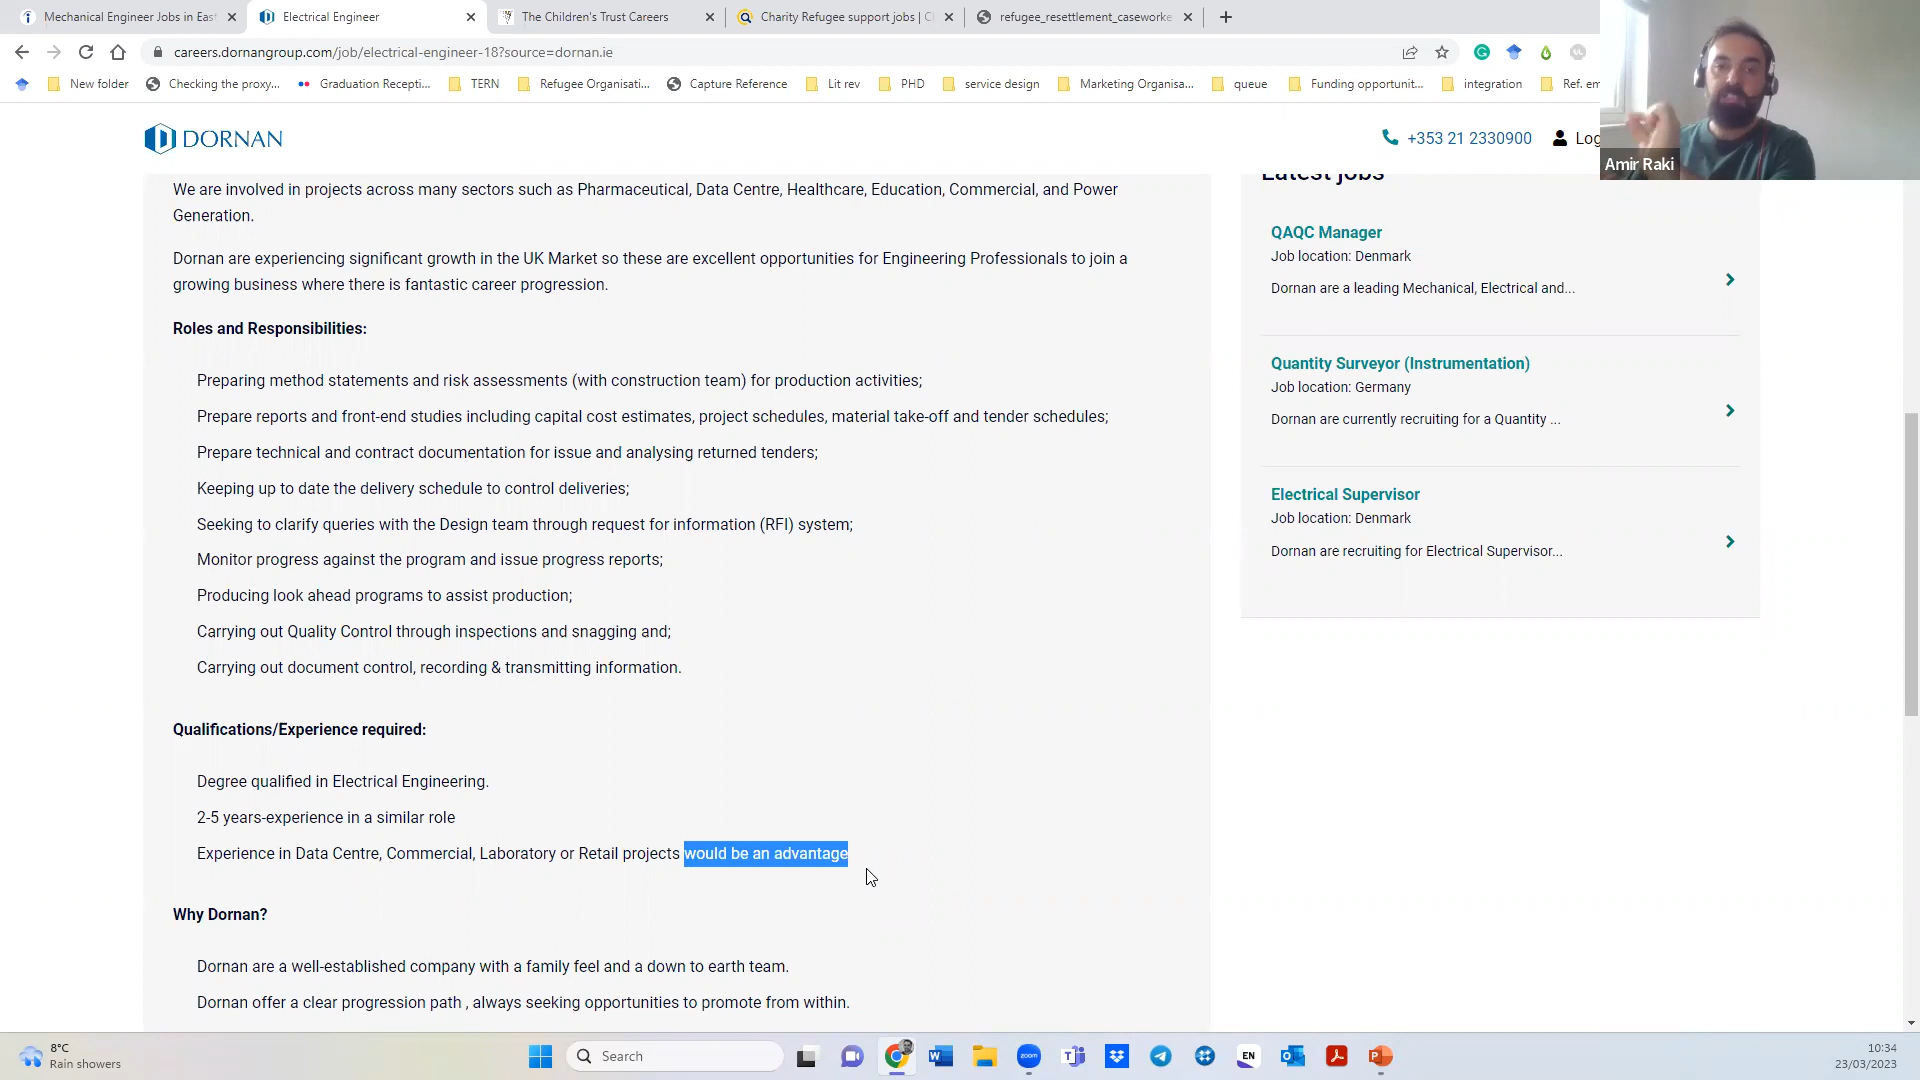 Mechanical Engineer Jobs in East
Electrical Engineer
The Children's Trust Careers
Charity Refugee support jobs | C
refugee_resettlement_caseworke
careers.dornangroup.com/job/electrical-engineer-18?source=dornan.ie
New folder
Checking the proxy...
Graduation Recepti...
TERN
Refugee Organisati...
Capture Reference
Lit rev
PHD
service design
Marketing Organisa...
queue
Funding opportunit...
integration
Ref. em
DORNAN
+353 21 2330900
Log
Amir Raki
We are involved in projects across many sectors such as Pharmaceutical, Data Centre, Healthcare, Education, Commercial, and Power
Generation.
Dornan are experiencing significant growth in the UK Market so these are excellent opportunities for Engineering Professionals to join a
growing business where there is fantastic career progression.
Roles and Responsibilities:
Preparing method statements and risk assessments (with construction team) for production activities;
Prepare reports and front-end studies including capital cost estimates, project schedules, material take-off and tender schedules;
Prepare technical and contract documentation for issue and analysing returned tenders;
Keeping up to date the delivery schedule to control deliveries;
Seeking to clarify queries with the Design team through request for information (RFI) system;
Monitor progress against the program and issue progress reports;
Producing look ahead programs to assist production;
Carrying out Quality Control through inspections and snagging and;
Carrying out document control, recording & transmitting information.
Qualifications/Experience required:
Degree qualified in Electrical Engineering.
2-5 years-experience in a similar role
Experience in Data Centre, Commercial, Laboratory or Retail projects would be an advantage
Why Dornan?
Dornan are a well-established company with a family feel and a down to earth team.
Dornan offer a clear progression path , always seeking opportunities to promote from within.
Latest jobs
QAQC Manager
Job location: Denmark
Dornan are a leading Mechanical, Electrical and...
Quantity Surveyor (Instrumentation)
Job location: Germany
Dornan are currently recruiting for a Quantity ...
Electrical Supervisor
Job location: Denmark
Dornan are recruiting for Electrical Supervisor...
8°C
Rain showers
Search
zoom
EN
10:34
23/03/2023